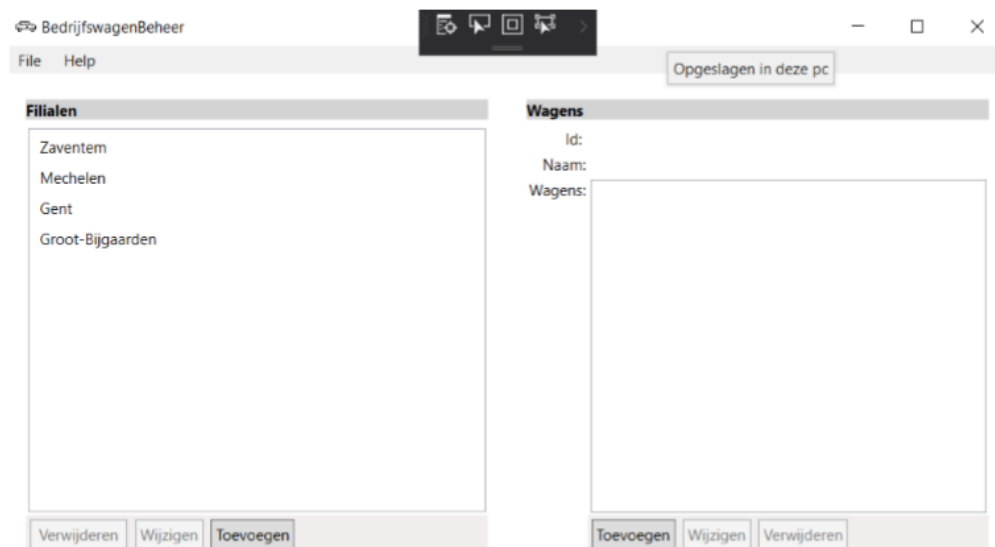 BedrijfswagenBeheer
File Help
Opgeslagen in deze pc
Filialen
Zaventem
Mechelen
Gent
Groot-Bijgaarden
Verwijderen Wijzigen Toevoegen
Wagens
Id:
Naam:
Wagens:
Toevoegen Wijzigen Verwijderen